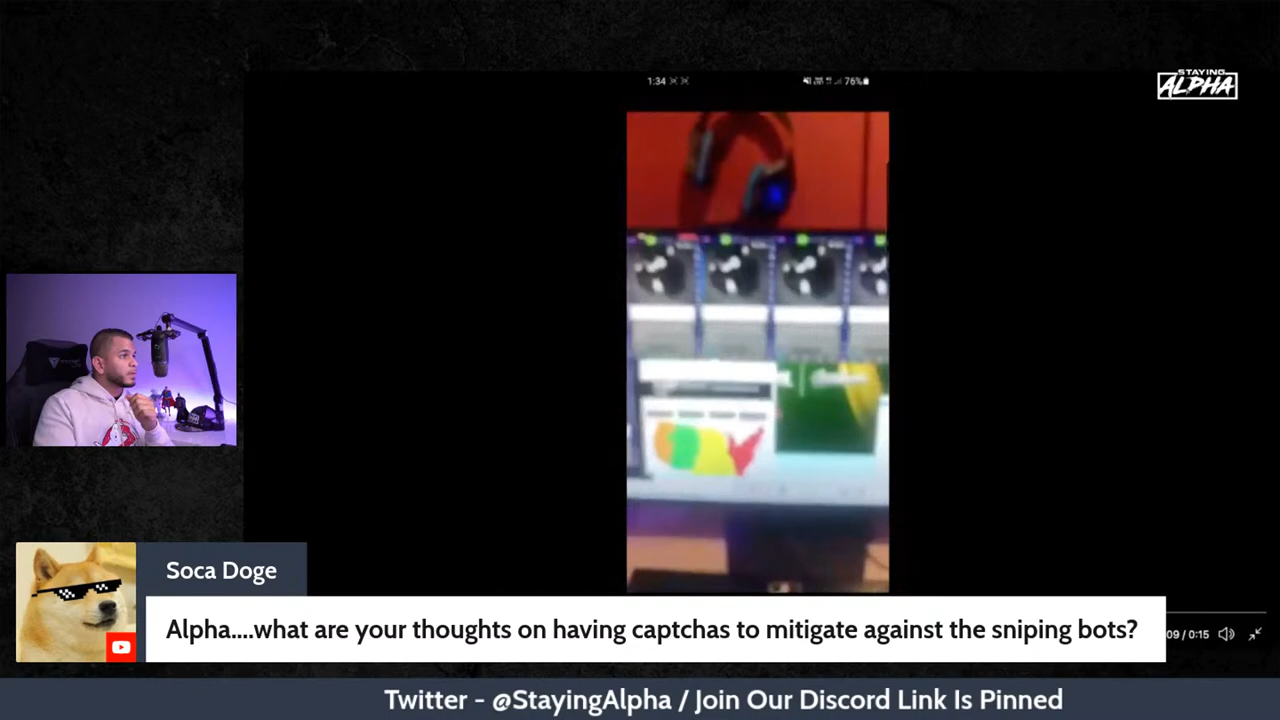 1:34
76%
STAYING
ALPHA
Soca Doge
Alpha....what are your thoughts on having captchas to mitigate against the sniping bots?
09 / 0:15
Twitter - @StayingAlpha / Join Our Discord Link Is Pinned